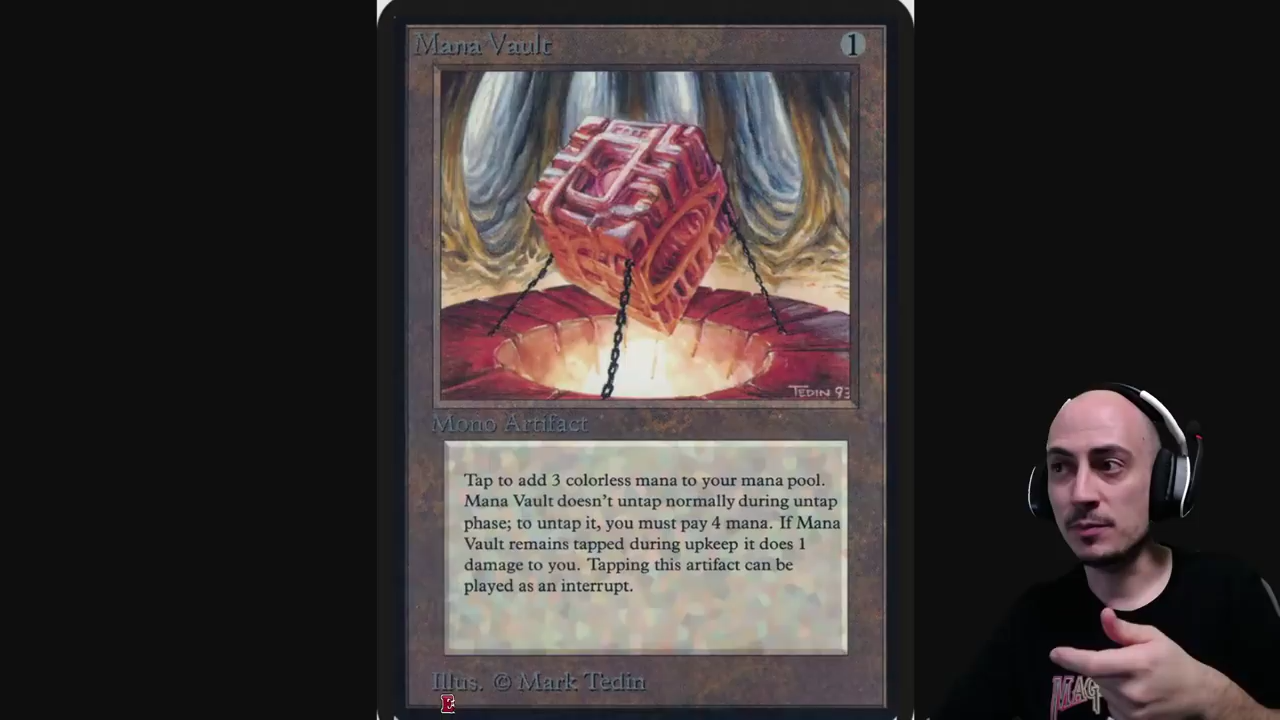 Mana Vault
1
TEDIN 93
Mono Artifact
Tap to add 3 colorless mana to your mana pool.
Mana Vault doesn't untap normally during untap
phase; to untap it, you must pay 4 mana. If Mana
Vault remains tapped during upkeep it does 1
damage to you. Tapping this artifact can be
played as an interrupt.
Illus. © Mark Tedin
E
MAG